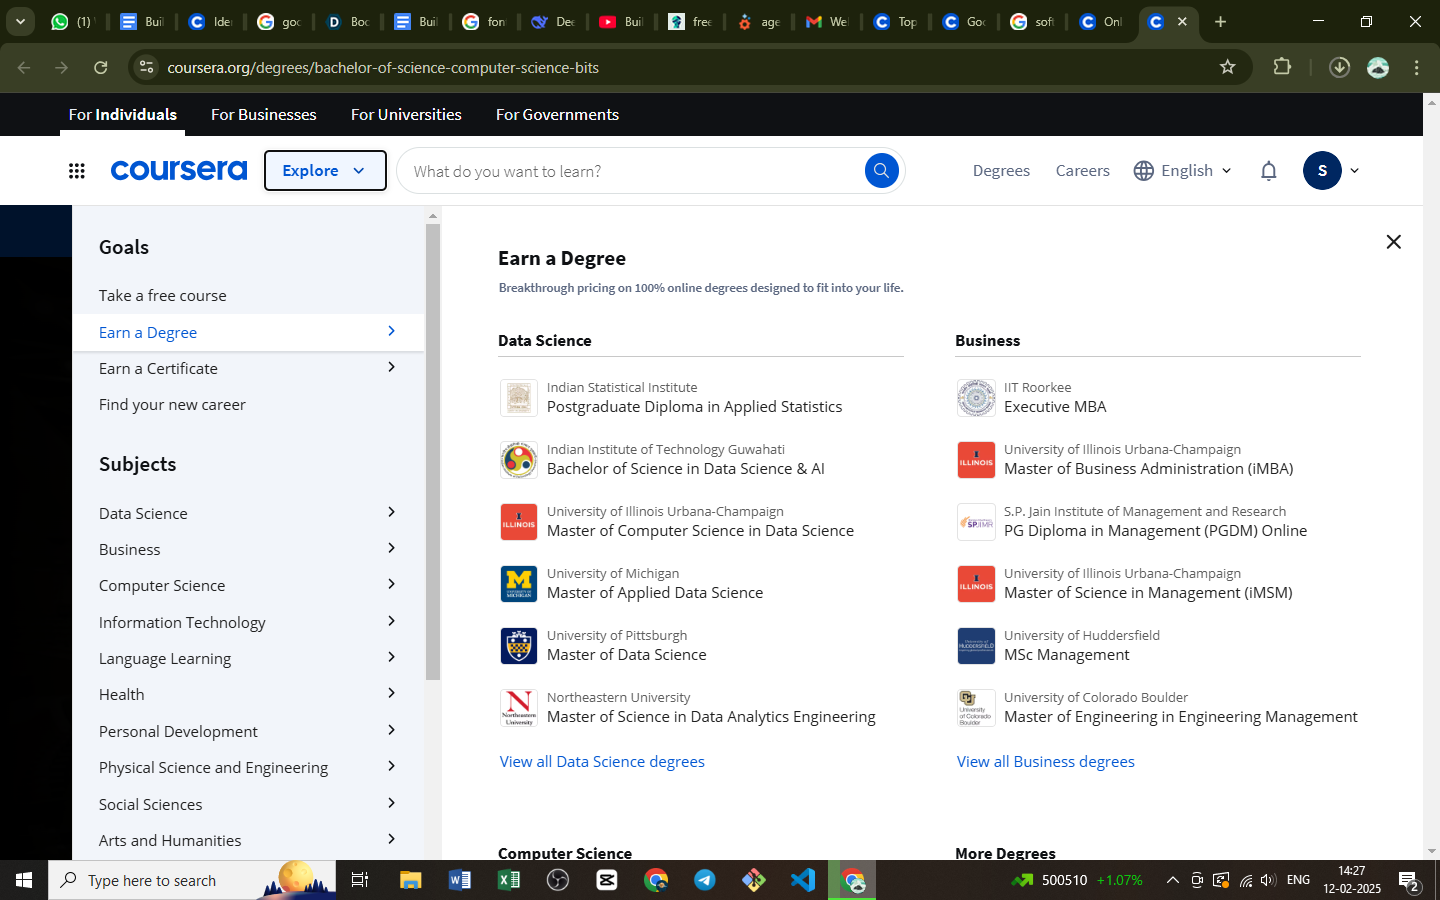 (1)
Buil
Ider
goo
Boo
Buil
fon
Dee
Buil
free
age
Wel
Top
Goo
soft
Onl
coursera.org/degrees/bachelor-of-science-computer-science-bits
For Individuals
For Businesses
For Universities
For Governments
coursera
Explore
What do you want to learn?
Degrees
Careers
English
S
Goals
Take a free course
Earn a Degree
Earn a Certificate
Find your new career
Subjects
Data Science
Business
Computer Science
Information Technology
Language Learning
Health
Personal Development
Physical Science and Engineering
Social Sciences
Arts and Humanities
Earn a Degree
Breakthrough pricing on 100% online degrees designed to fit into your life.
Data Science
Indian Statistical Institute
Postgraduate Diploma in Applied Statistics
Indian Institute of Technology Guwahati
Bachelor of Science in Data Science & AI
ILLINOIS
University of Illinois Urbana-Champaign
Master of Computer Science in Data Science
University of Michigan
Master of Applied Data Science
University of Pittsburgh
Master of Data Science
Northeastern
University
Northeastern University
Master of Science in Data Analytics Engineering
View all Data Science degrees
Business
IIT Roorkee
Executive MBA
ILLINOIS
University of Illinois Urbana-Champaign
Master of Business Administration (iMBA)
SPJIMR
S.P. Jain Institute of Management and Research
PG Diploma in Management (PGDM) Online
ILLINOIS
University of Illinois Urbana-Champaign
Master of Science in Management (iMSM)
University of
HUDDERSFIELD
University of Huddersfield
MSc Management
University
of Colorado
Boulder
University of Colorado Boulder
Master of Engineering in Engineering Management
View all Business degrees
Computer Science
More Degrees
Type here to search
500510 +1.07%
ENG
14:27
12-02-2025
2